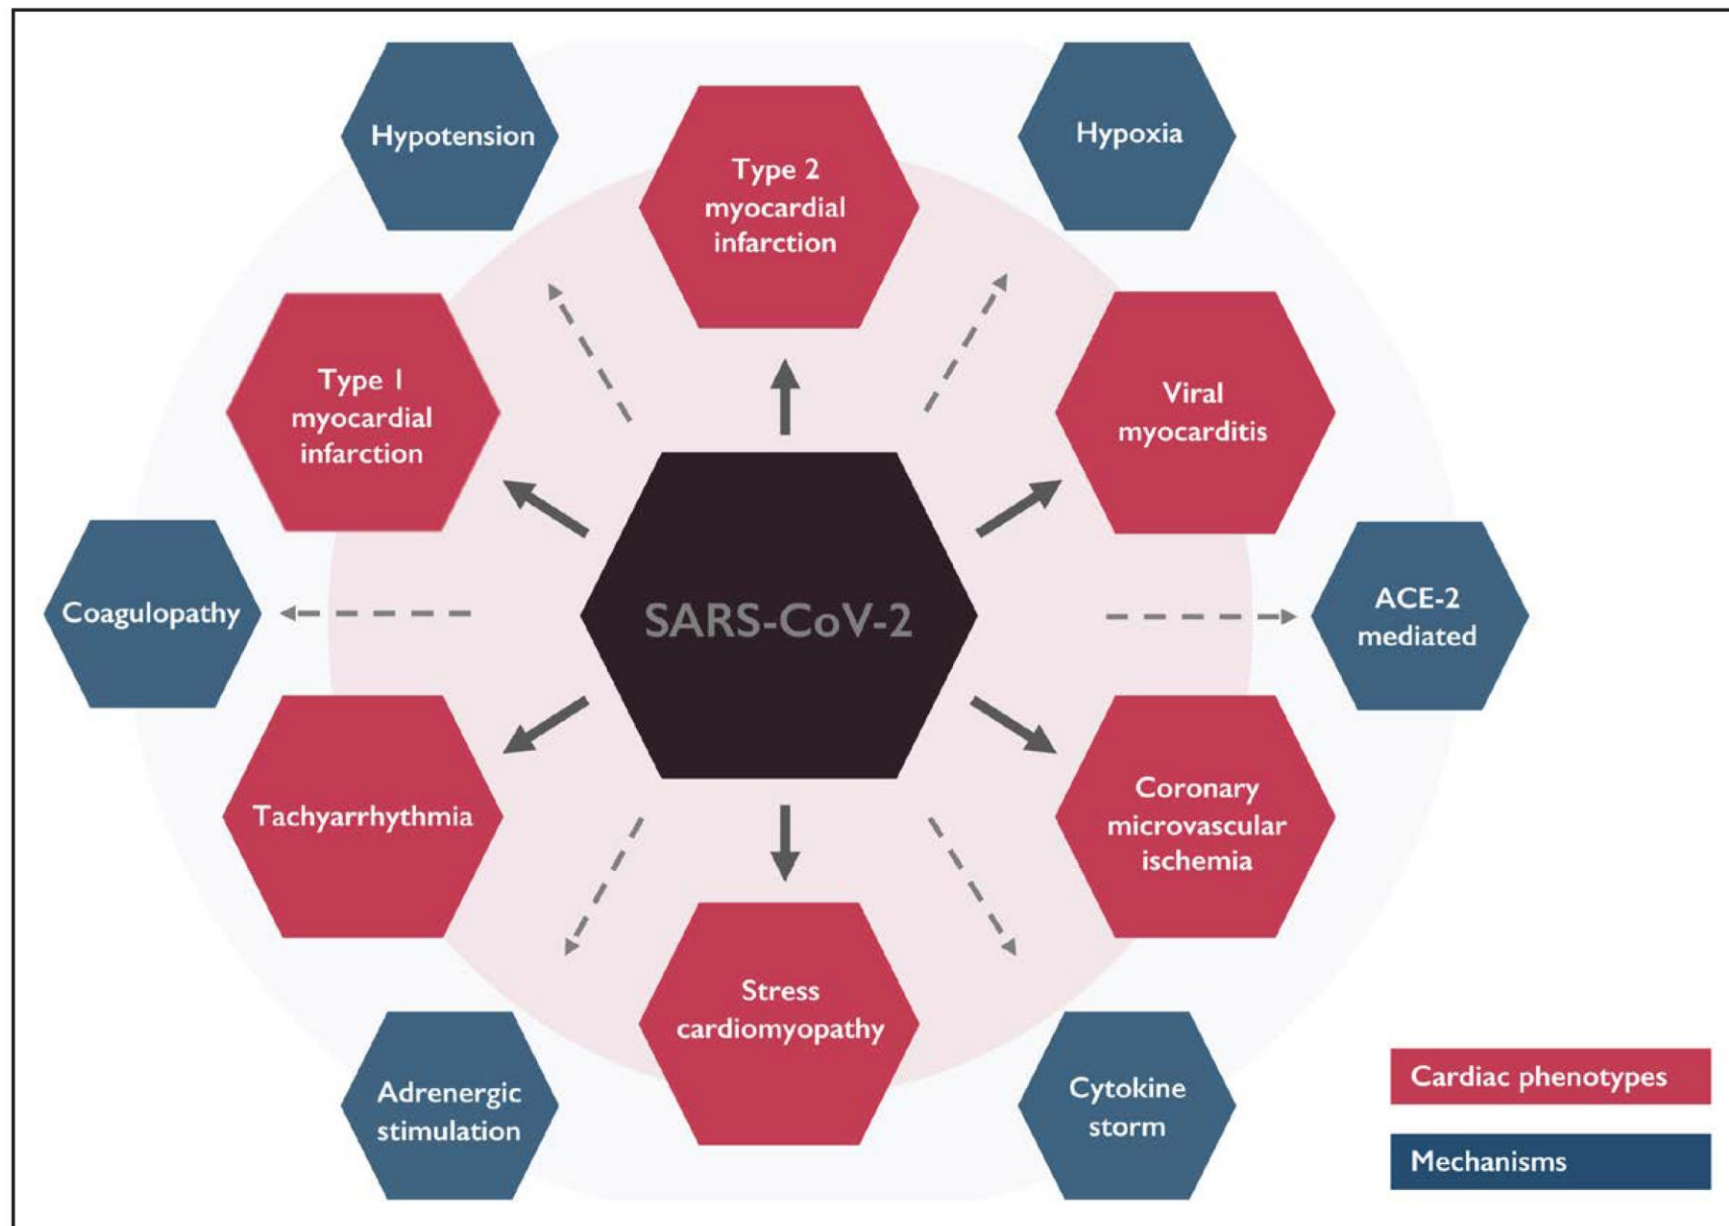 Hypotension
Hypoxia
Type 2
myocardial
infarction
Type 1
myocardial
infarction
Viral
myocarditis
Coagulopathy
SARS-CoV-2
ACE-2
mediated
Tachyarrhythmia
Coronary
microvascular
ischemia
Stress
cardiomyopathy
Adrenergic
stimulation
Cytokine
storm
Cardiac phenotypes
Mechanisms